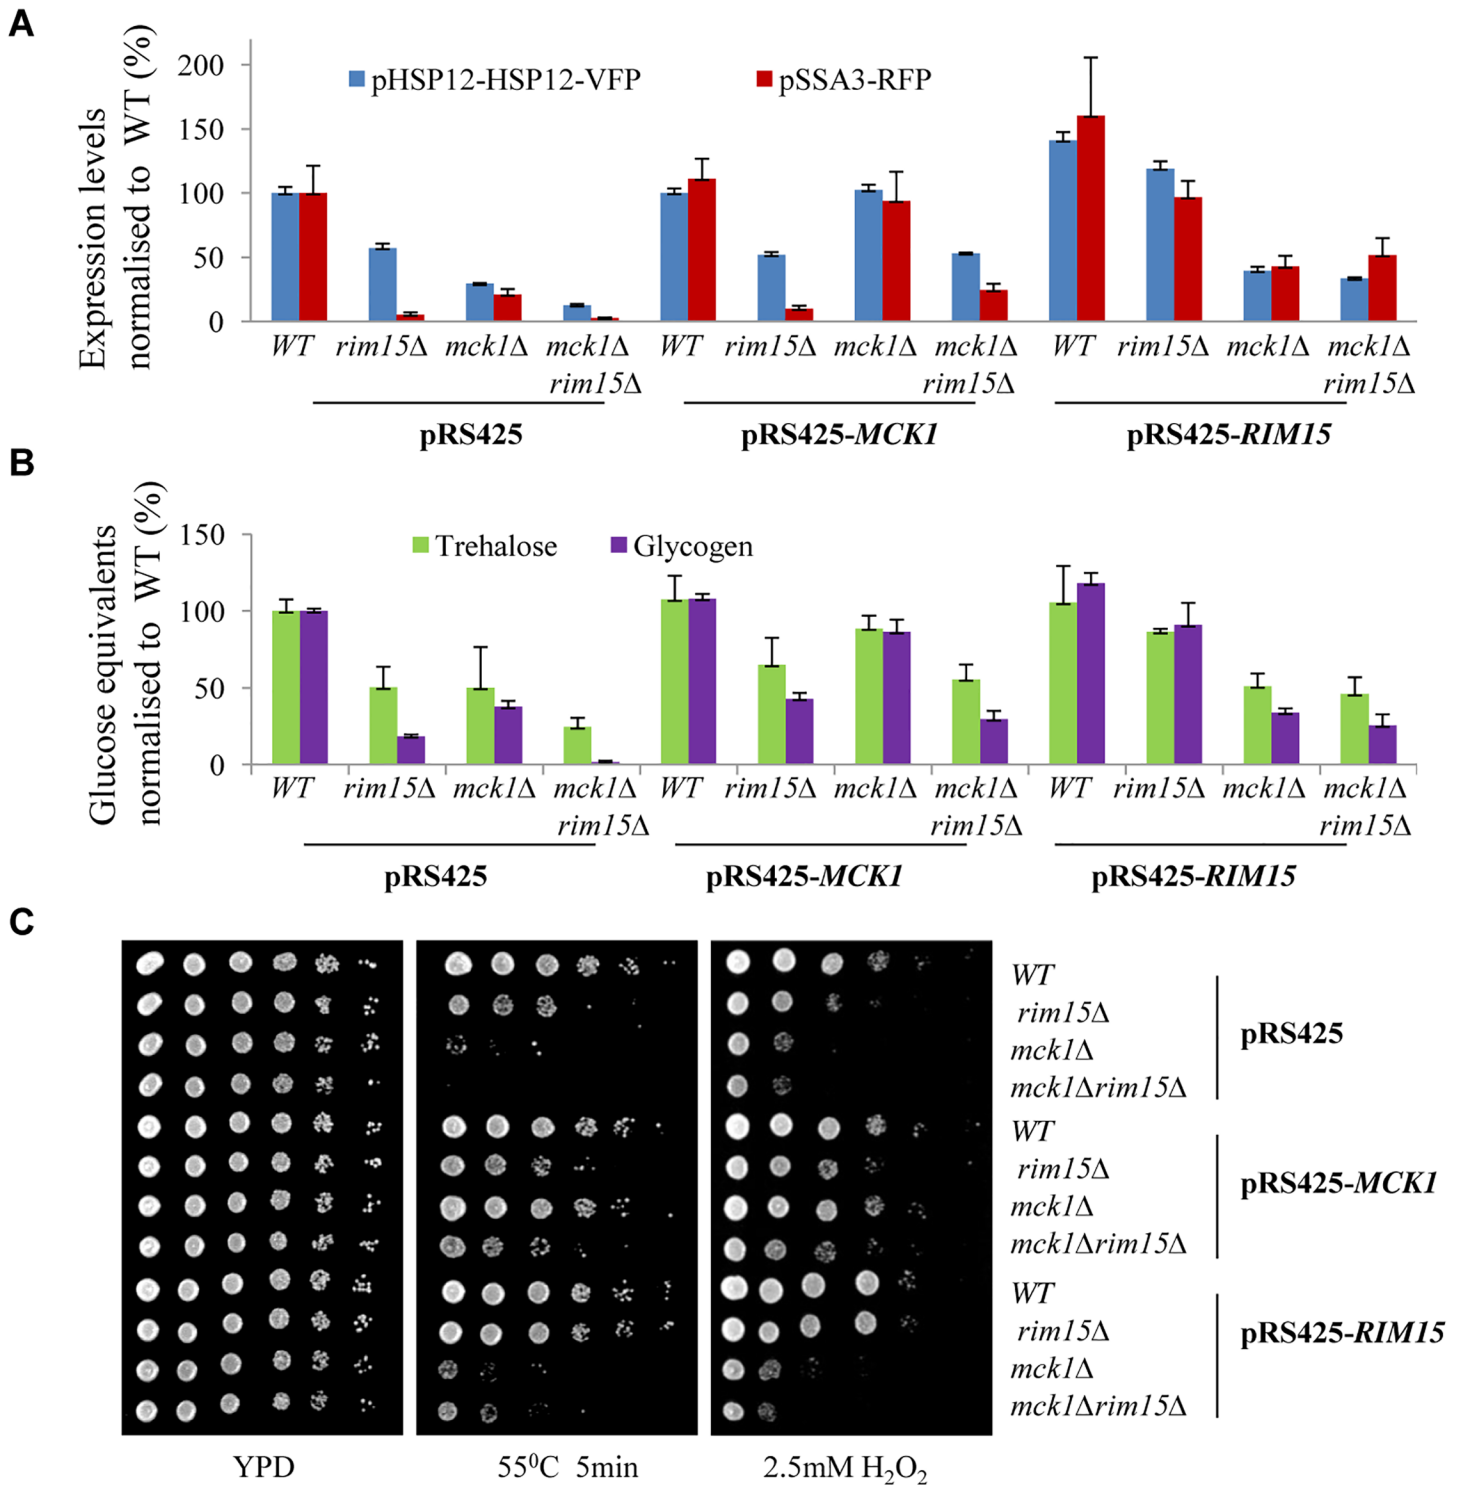 A
Expression levels
normalised to WT (%)
200
150
100
50
0
pHSP12-HSP12-VFP
pSSA3-RFP
WT rim15Δ mck1Δ mck1Δ WT rim15Δ mck1Δ mck1Δ WT rim15Δ mck1Δ mck1Δ
rim15Δ rim15Δ rim15Δ
pRS425 pRS425-MCK1 pRS425-RIM15
B
Glucose equivalents
normalised to WT (%)
150
100
50
0
Trehalose
Glycogen
WT rim15Δ mck1Δ mck1Δ WT rim15Δ mck1Δ mck1Δ WT rim15Δ mck1Δ mck1Δ
rim15Δ rim15Δ rim15Δ
pRS425 pRS425-MCK1 pRS425-RIM15
C
WT
rim15Δ
mck1Δ
mck1Δrim15Δ
pRS425
WT
rim15Δ
mck1Δ
mck1Δrim15Δ
pRS425-MCK1
WT
rim15Δ
mck1Δ
mck1Δrim15Δ
pRS425-RIM15
YPD 55⁰C 5min 2.5mM H₂O₂